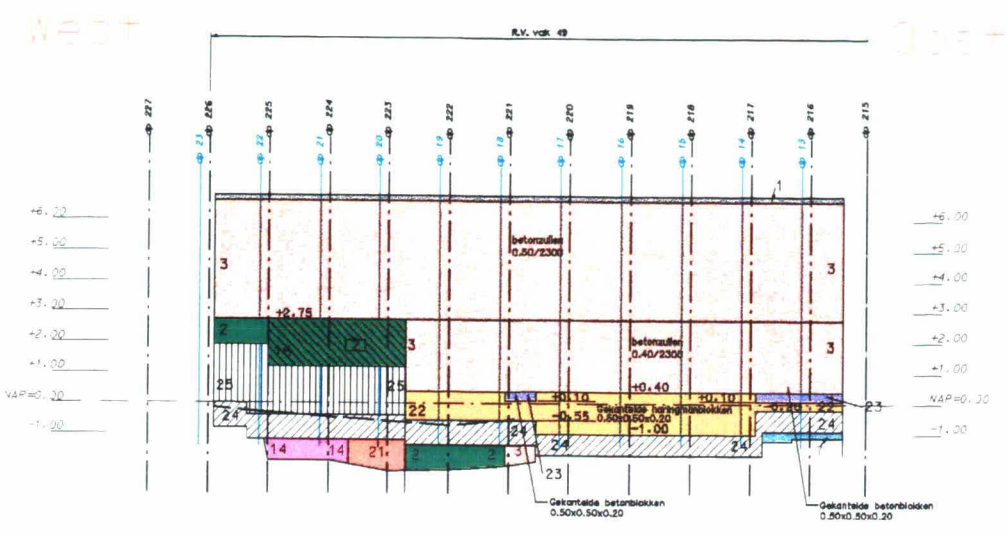 West
Oost
R.V. vak 49
227 226 225 224 223 222 221 220 219 218 217 216 215
23 22 21 20 19 18 17 16 15 14 13
1
+6.00 +6.00
+5.00 betonzuilen +5.00
0.50/2300
+4.00 3 3 +4.00
+3.00 +3.00
+2.75
+2.00 2 3 betonzuilen 3 +2.00
0.40/2300
+1.00 +1.00
25 25 +0.40
NAP=0.00 +0.10 +0.10 23 NAP=0.00
24 22 -0.55 Gekantelde haringmanblokken 22
0.50x0.50x0.20
-1.00 24 -1.00 24 -1.00
24 24
14 14 21 2 2 3
23
Gekantelde betonblokken
0.50x0.50x0.20
Gekantelde betonblokken
0.50x0.50x0.20